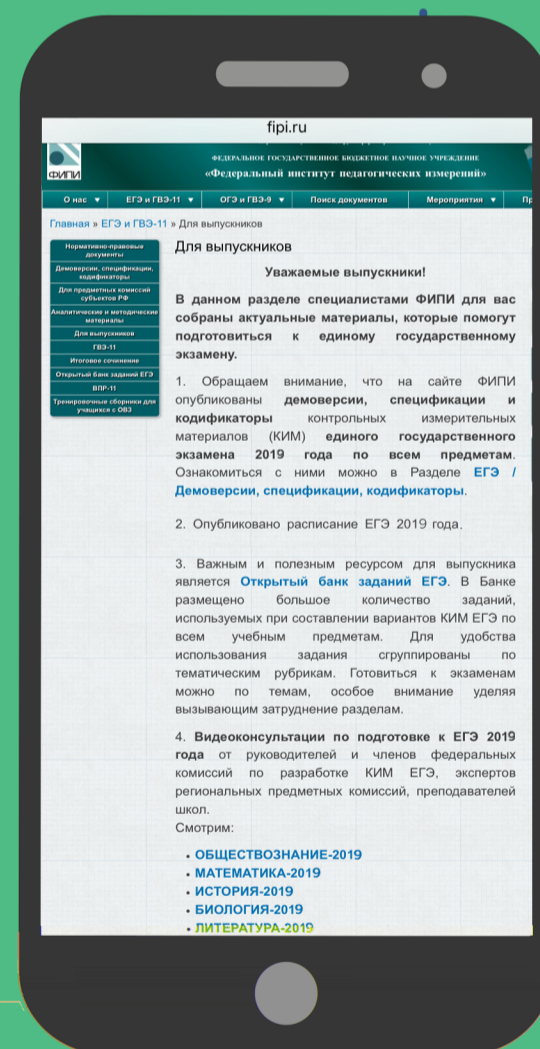 fipi.ru
ФИПИ
ФЕДЕРАЛЬНОЕ ГОСУДАРСТВЕННОЕ БЮДЖЕТНОЕ НАУЧНОЕ УЧРЕЖДЕНИЕ
«Федеральный институт педагогических измерений»
О нас ▼ ЕГЭ и ГВЭ-11 ▼ ОГЭ и ГВЭ-9 ▼ Поиск документов Мероприятия ▼ Пр
Главная » ЕГЭ и ГВЭ-11 » Для выпускников
Нормативно-правовые
документы
Демоверсии, спецификации,
кодификаторы
Для предметных комиссий
субъектов РФ
Аналитические и методические
материалы
Для выпускников
ГВЭ-11
Итоговое сочинение
Открытый банк заданий ЕГЭ
ВПР-11
Тренировочные сборники для
учащихся с ОВЗ
Для выпускников
Уважаемые выпускники!
В данном разделе специалистами ФИПИ для вас
собраны актуальные материалы, которые помогут
подготовиться к единому государственному
экзамену.
1. Обращаем внимание, что на сайте ФИПИ
опубликованы демоверсии, спецификации и
кодификаторы контрольных измерительных
материалов (КИМ) единого государственного
экзамена 2019 года по всем предметам.
Ознакомиться с ними можно в Разделе ЕГЭ /
Демоверсии, спецификации, кодификаторы.
2. Опубликовано расписание ЕГЭ 2019 года.
3. Важным и полезным ресурсом для выпускника
является Открытый банк заданий ЕГЭ. В Банке
размещено большое количество заданий,
используемых при составлении вариантов КИМ ЕГЭ по
всем учебным предметам. Для удобства
использования задания сгруппированы по
тематическим рубрикам. Готовиться к экзаменам
можно по темам, особое внимание уделяя
вызывающим затруднение разделам.
4. Видеоконсультации по подготовке к ЕГЭ 2019
года от руководителей и членов федеральных
комиссий по разработке КИМ ЕГЭ, экспертов
региональных предметных комиссий, преподавателей
школ.
Смотрим:
• ОБЩЕСТВОЗНАНИЕ-2019
• МАТЕМАТИКА-2019
• ИСТОРИЯ-2019
• БИОЛОГИЯ-2019
• ЛИТЕРАТУРА-2019